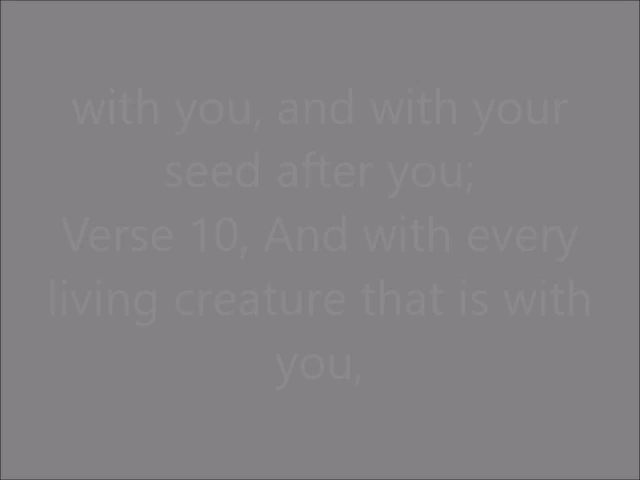 with you, and with your
seed after you;
Verse 10, And with every
living creature that is with
you,